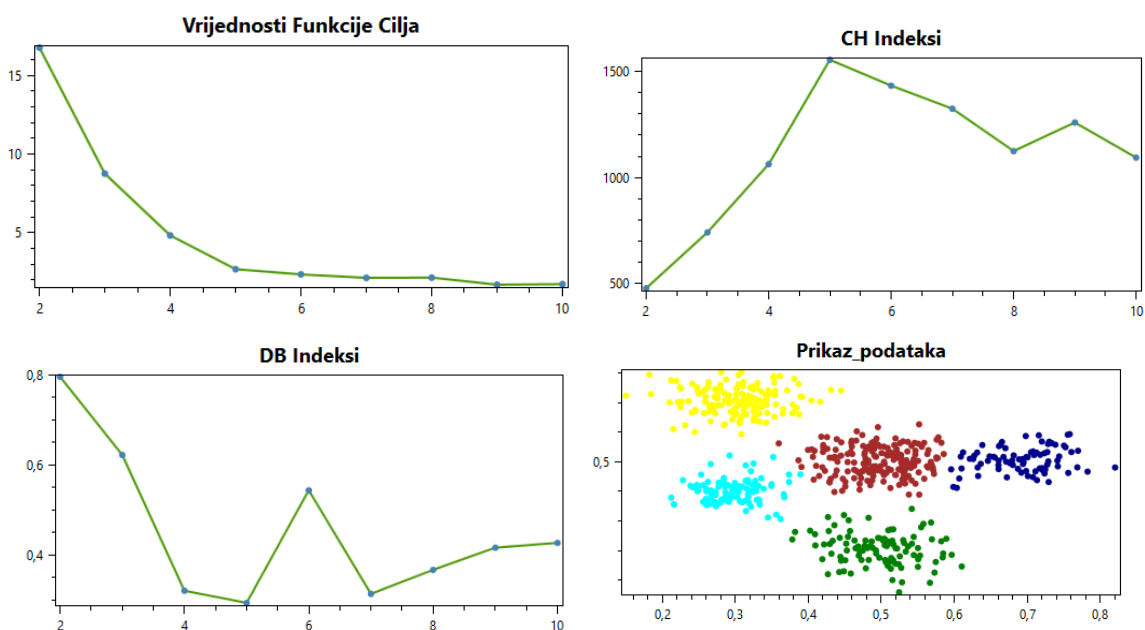 Vrijednosti Funkcije Cilja
15
10
5
2 4 6 8 10
CH Indeksi
1500
1000
500
2 4 6 8 10
DB Indeksi
0,8
0,6
0,4
2 4 6 8 10
Prikaz_podataka
0,5
0,2 0,3 0,4 0,5 0,6 0,7 0,8